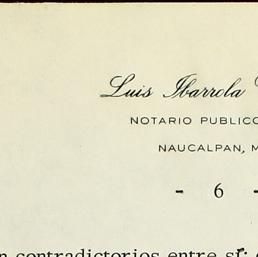 Luis Ibarrola
NOTARIO PUBLICO
NAUCALPAN,
- 6 -
contradictorios entre sí;